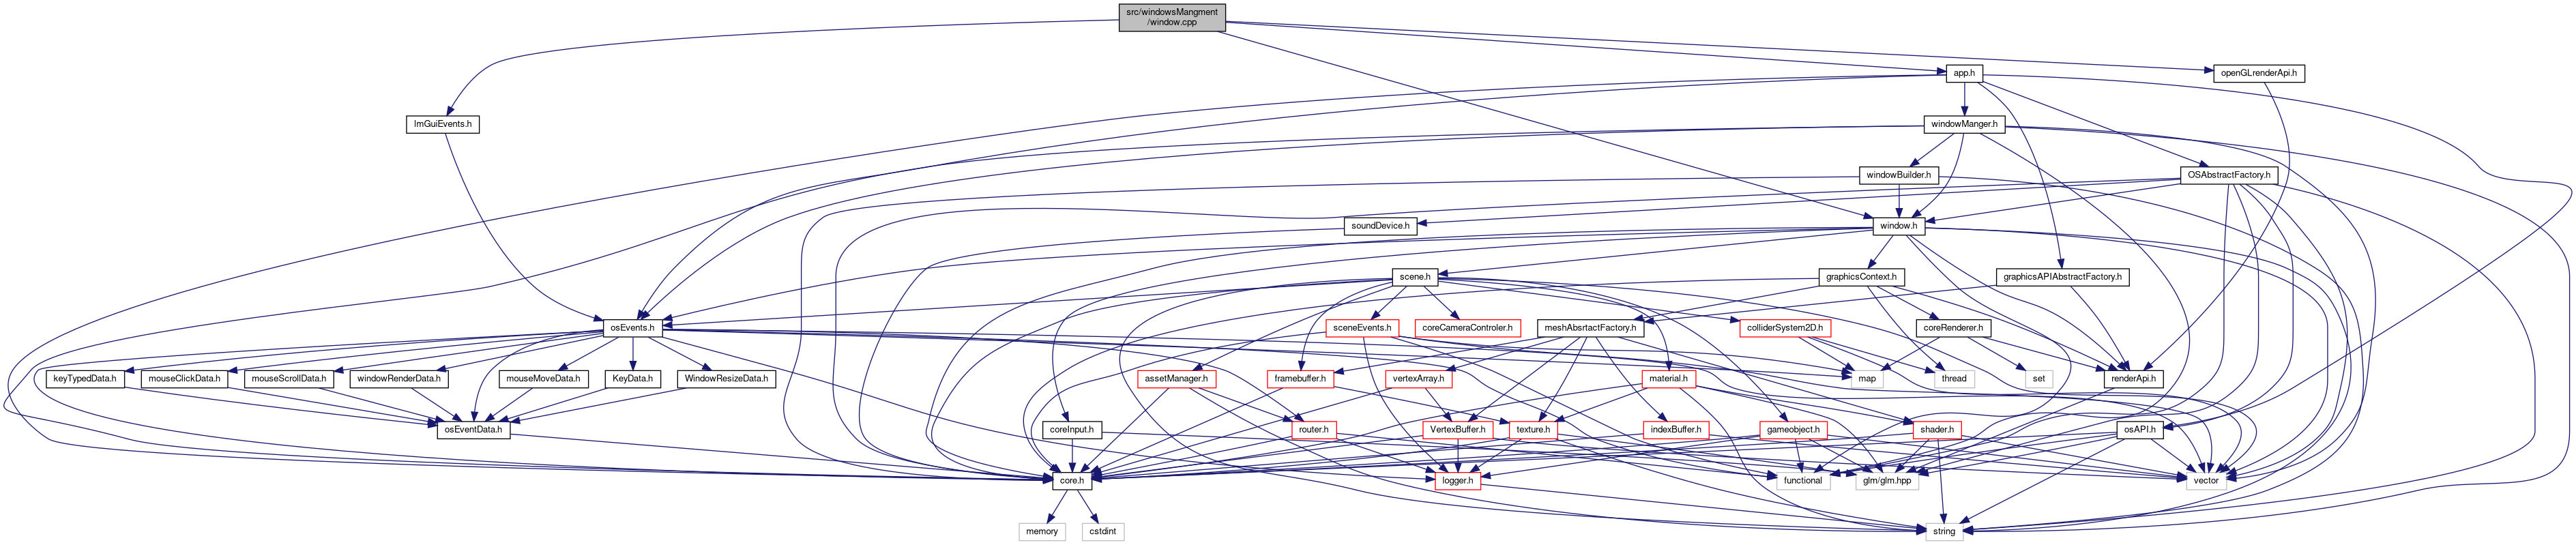 src/windowsMangment
/window.cpp
app.h
openGLrenderApi.h
ImGuiEvents.h
windowManger.h
windowBuilder.h
OSAbstractFactory.h
soundDevice.h
window.h
scene.h
graphicsContext.h
graphicsAPIAbstractFactory.h
osEvents.h
sceneEvents.h
coreCameraControler.h
meshAbsrtactFactory.h
colliderSystem2D.h
coreRenderer.h
keyTypedData.h
mouseClickData.h
mouseScrollData.h
windowRenderData.h
mouseMoveData.h
KeyData.h
WindowResizeData.h
assetManager.h
framebuffer.h
vertexArray.h
material.h
map
thread
set
renderApi.h
osEventData.h
coreInput.h
router.h
VertexBuffer.h
texture.h
indexBuffer.h
gameobject.h
shader.h
osAPI.h
core.h
logger.h
functional
glm/glm.hpp
vector
memory
cstdint
string